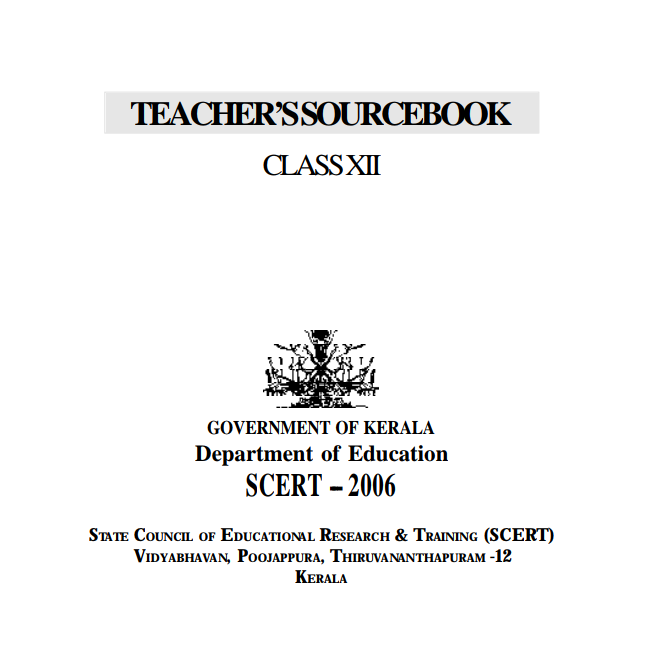 TEACHER'S SOURCEBOOK
CLASS XII
GOVERNMENT OF KERALA
Department of Education
SCERT – 2006
STATE COUNCIL OF EDUCATIONAL RESEARCH & TRAINING (SCERT)
VIDYABHAVAN, POOJAPPURA, THIRUVANANTHAPURAM -12
KERALA